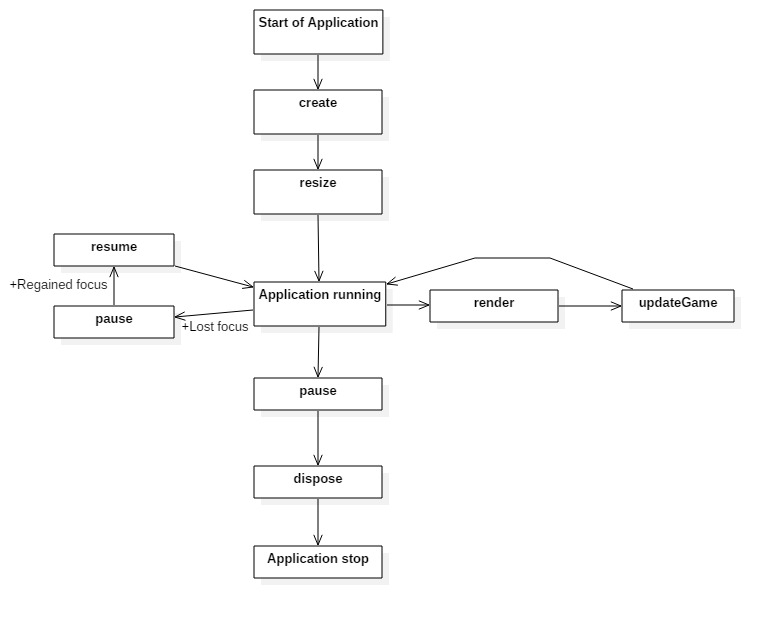 Start of Application
create
resize
resume
+Regained focus
Application running
render
updateGame
pause
+Lost focus
pause
dispose
Application stop